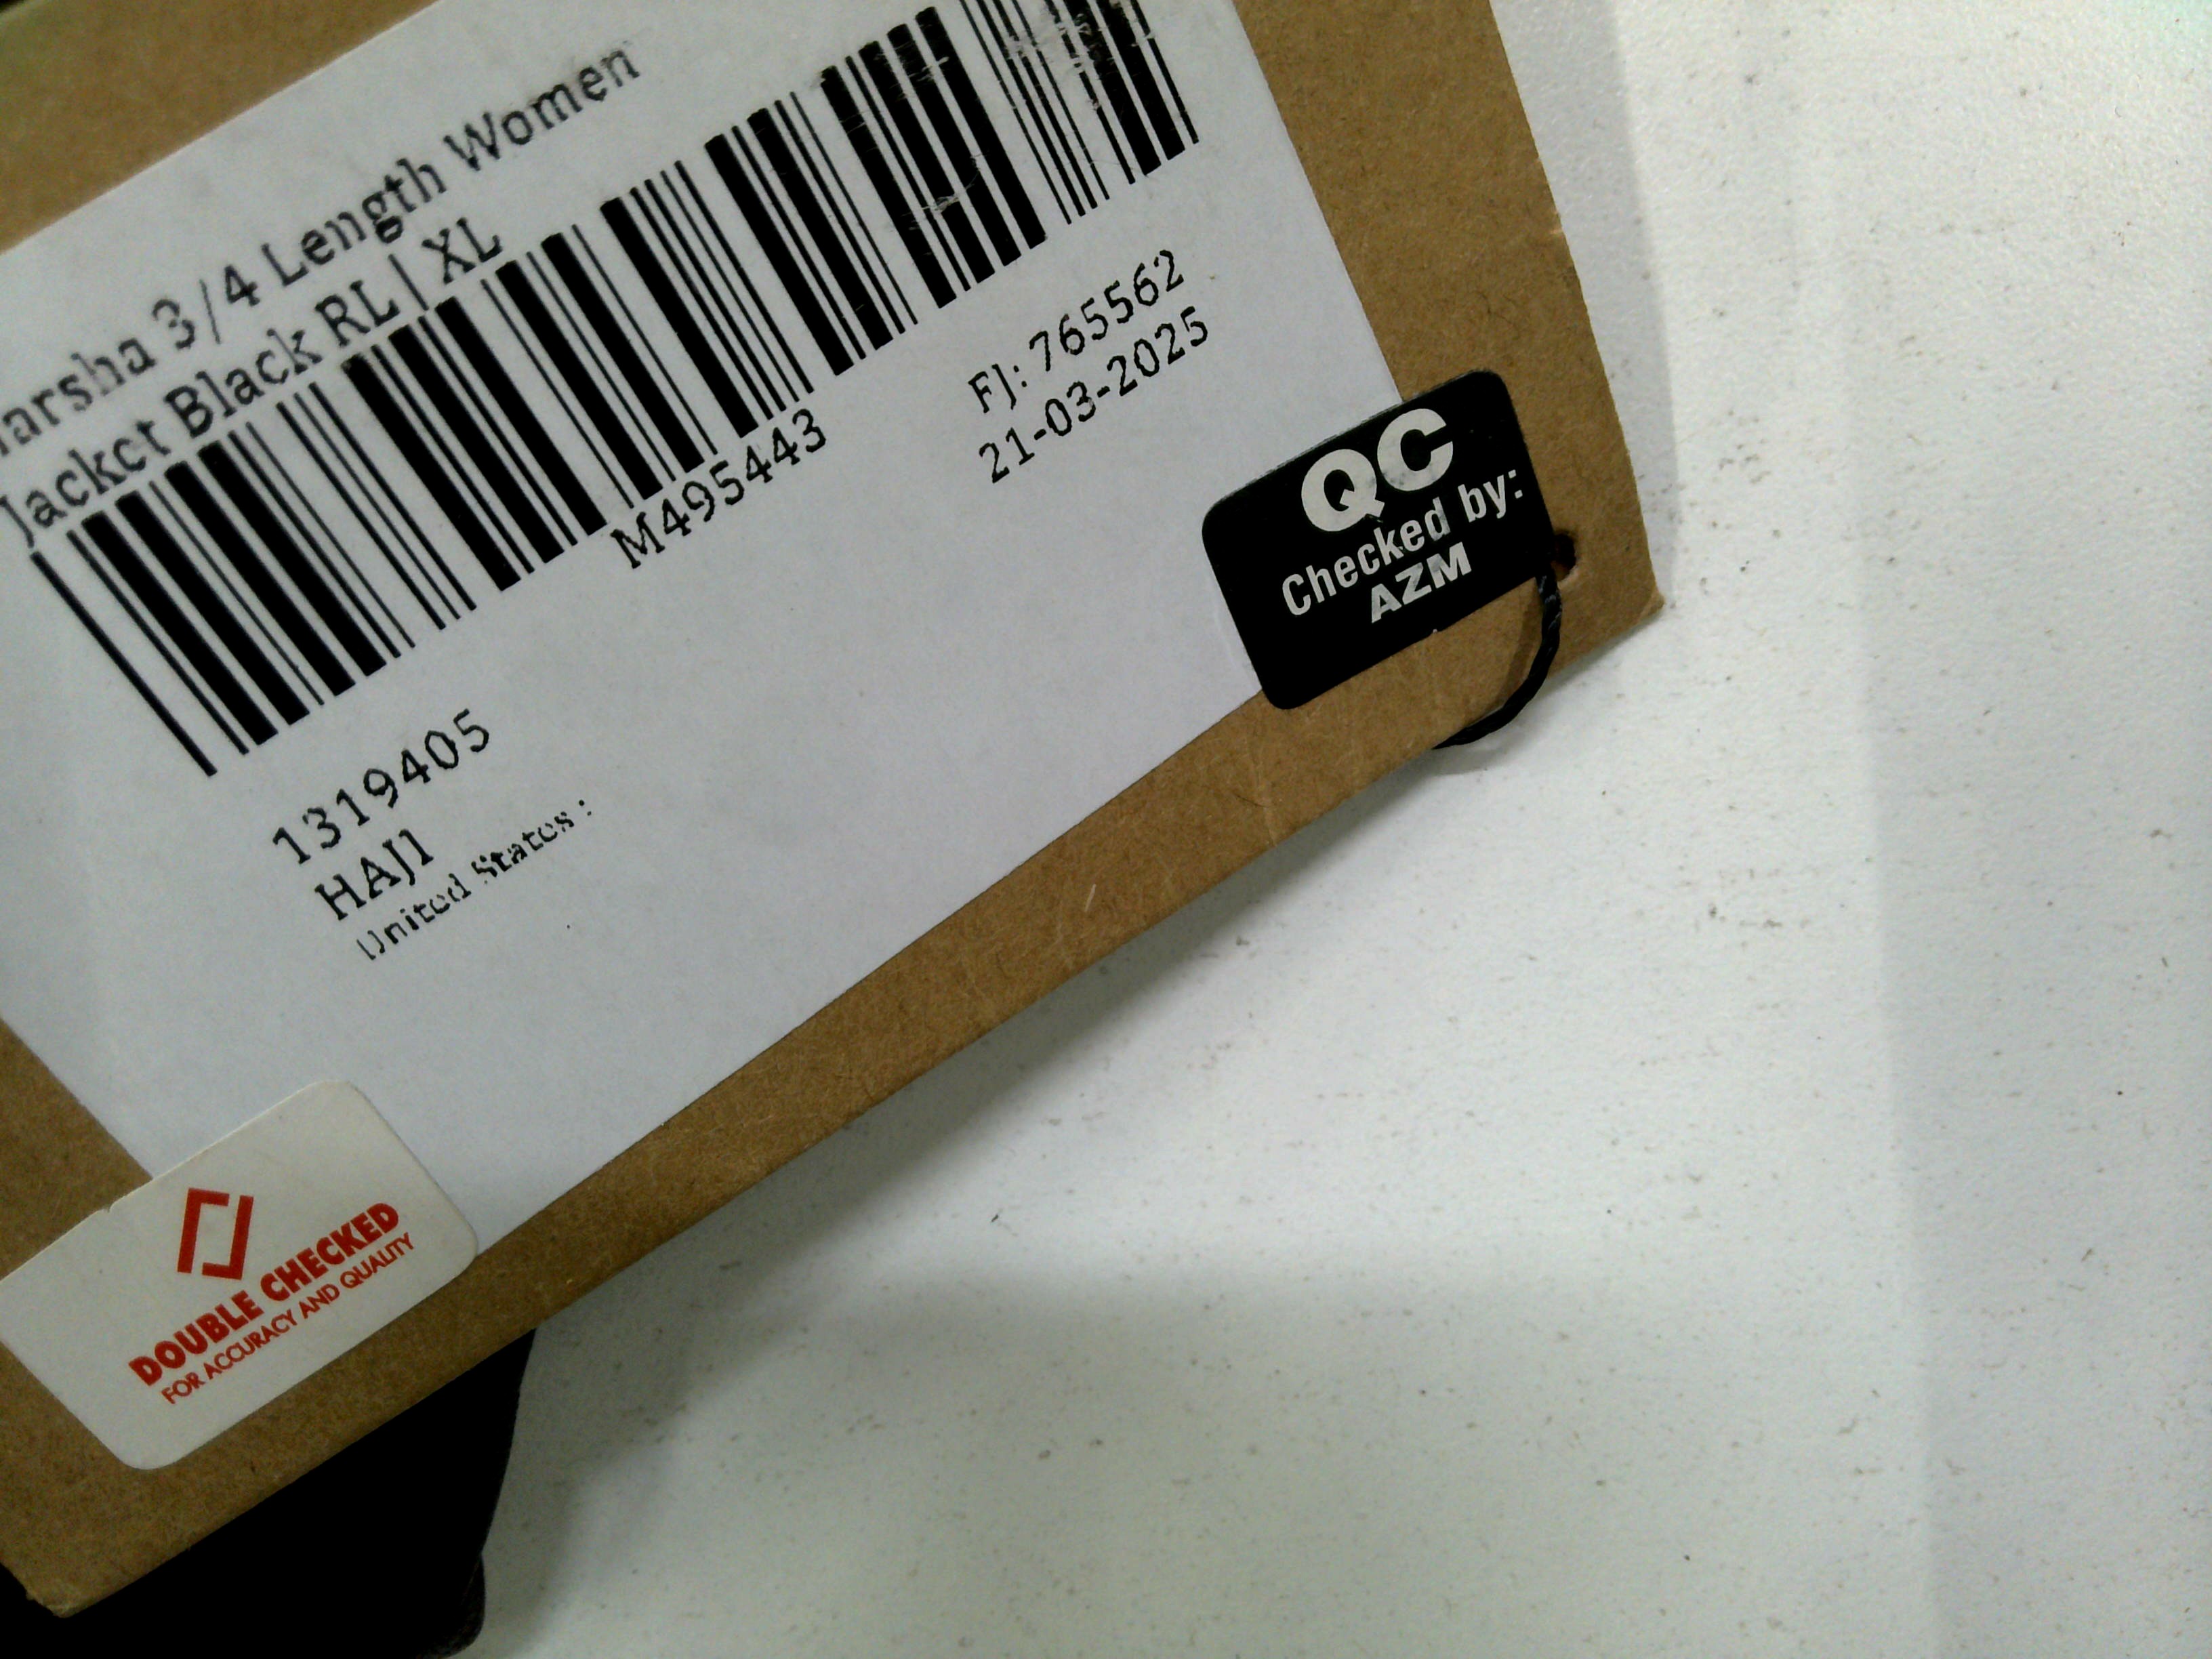 3/4 Length Women
Jacket Black RL | XL
M495443
FJ: 765562
21-03-2025
1319405
HAJI
United States :
QC
Checked by:
AZM
DOUBLE CHECKED
FOR ACCURACY AND QUALITY